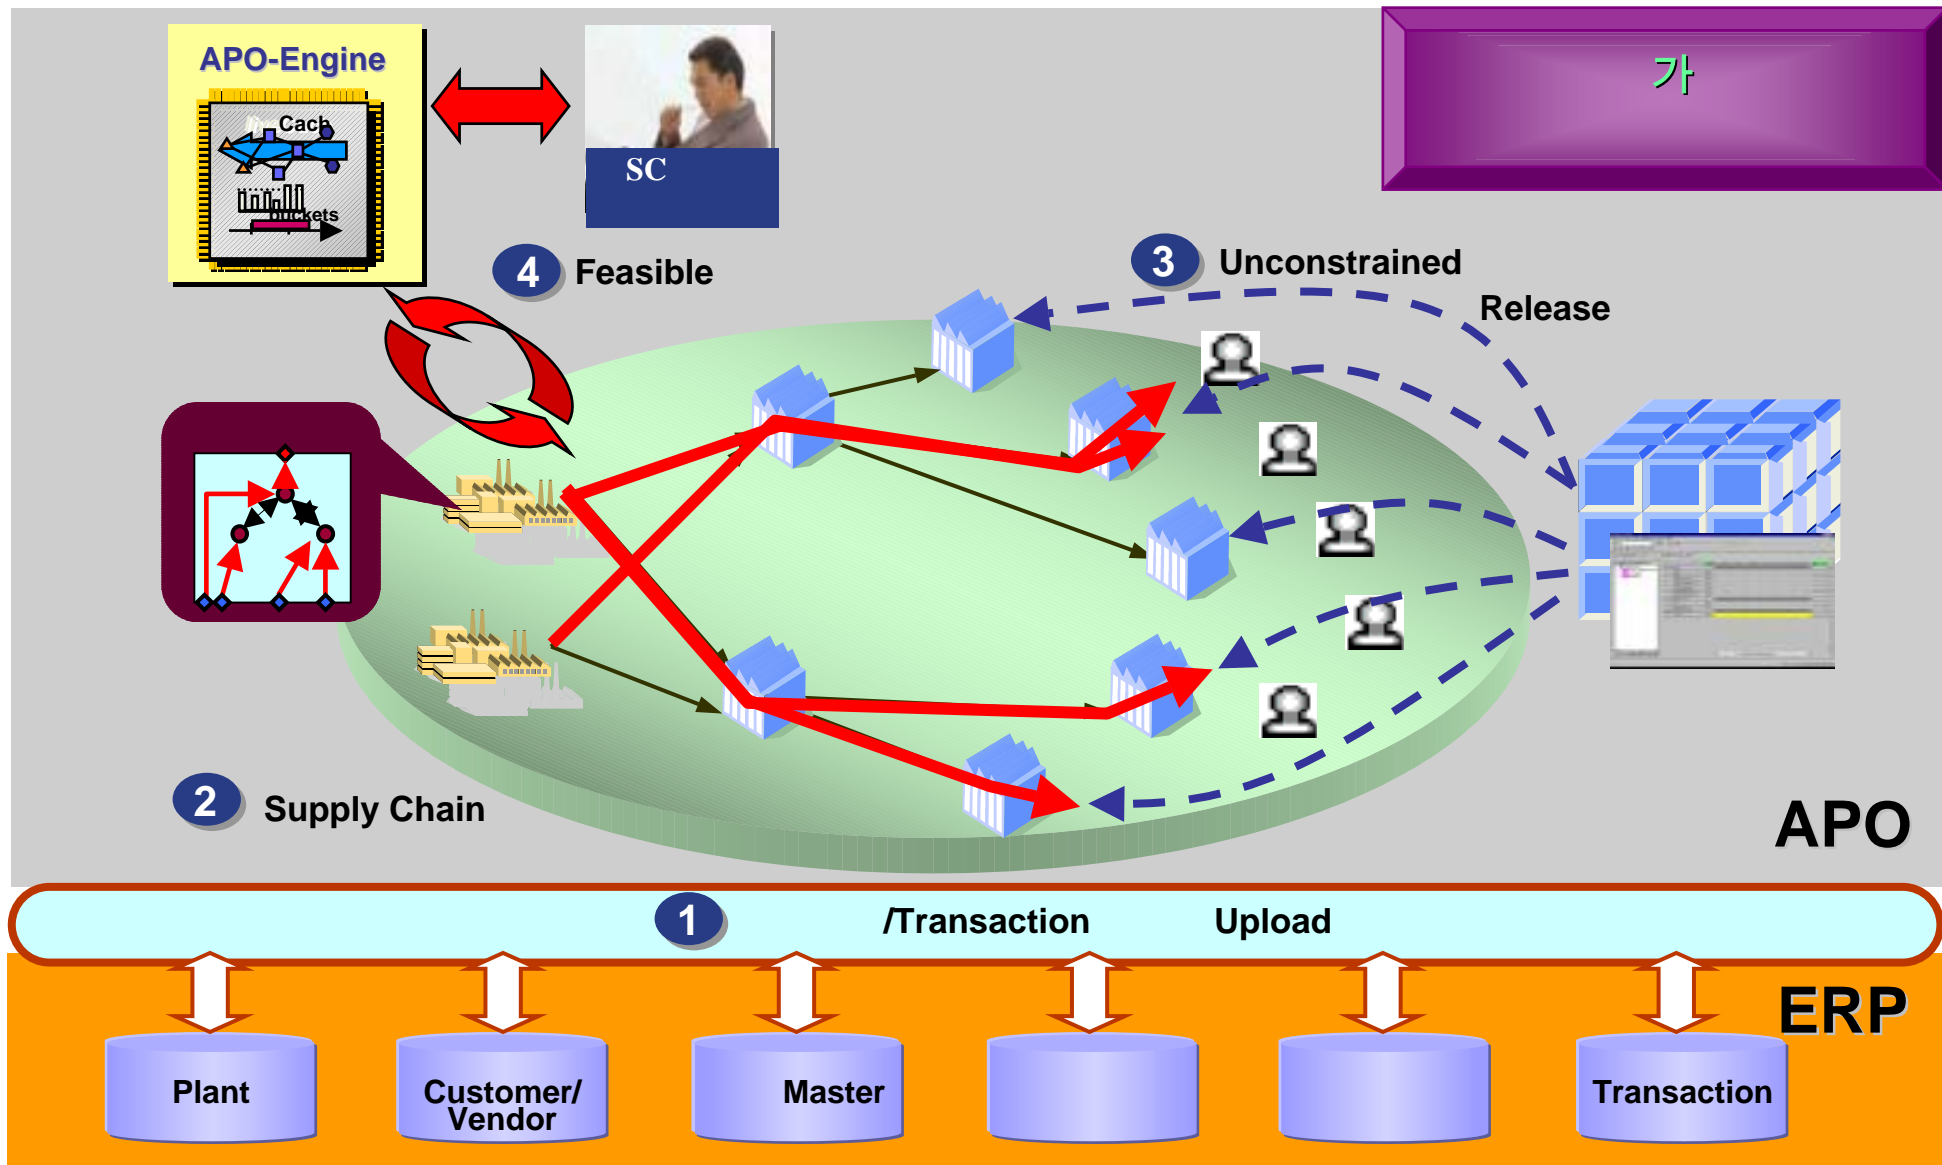 APO-Engine
가
Cach
buckets
SC
4 Feasible
3 Unconstrained
Release
2 Supply Chain
APO
1 /Transaction Upload
ERP
Plant
Customer/
Vendor
Master
Transaction